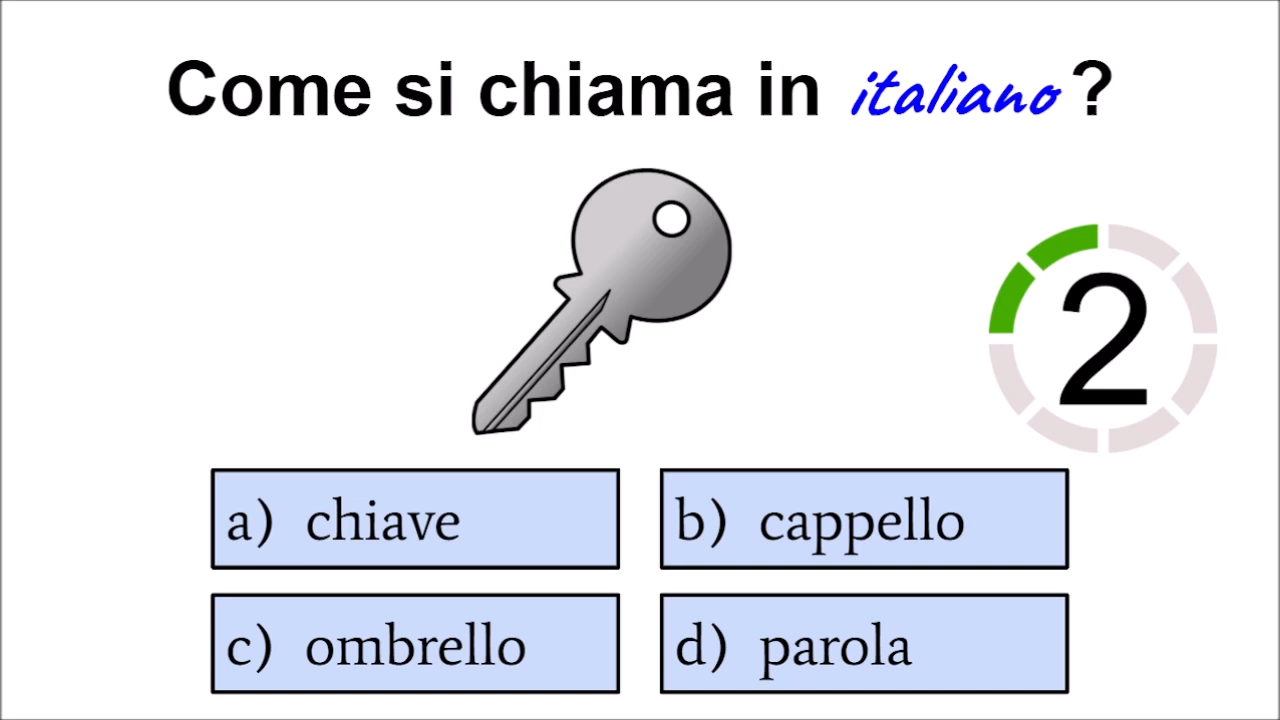 Come si chiama in italiano ?
2
a) chiave
b) cappello
c) ombrello
d) parola